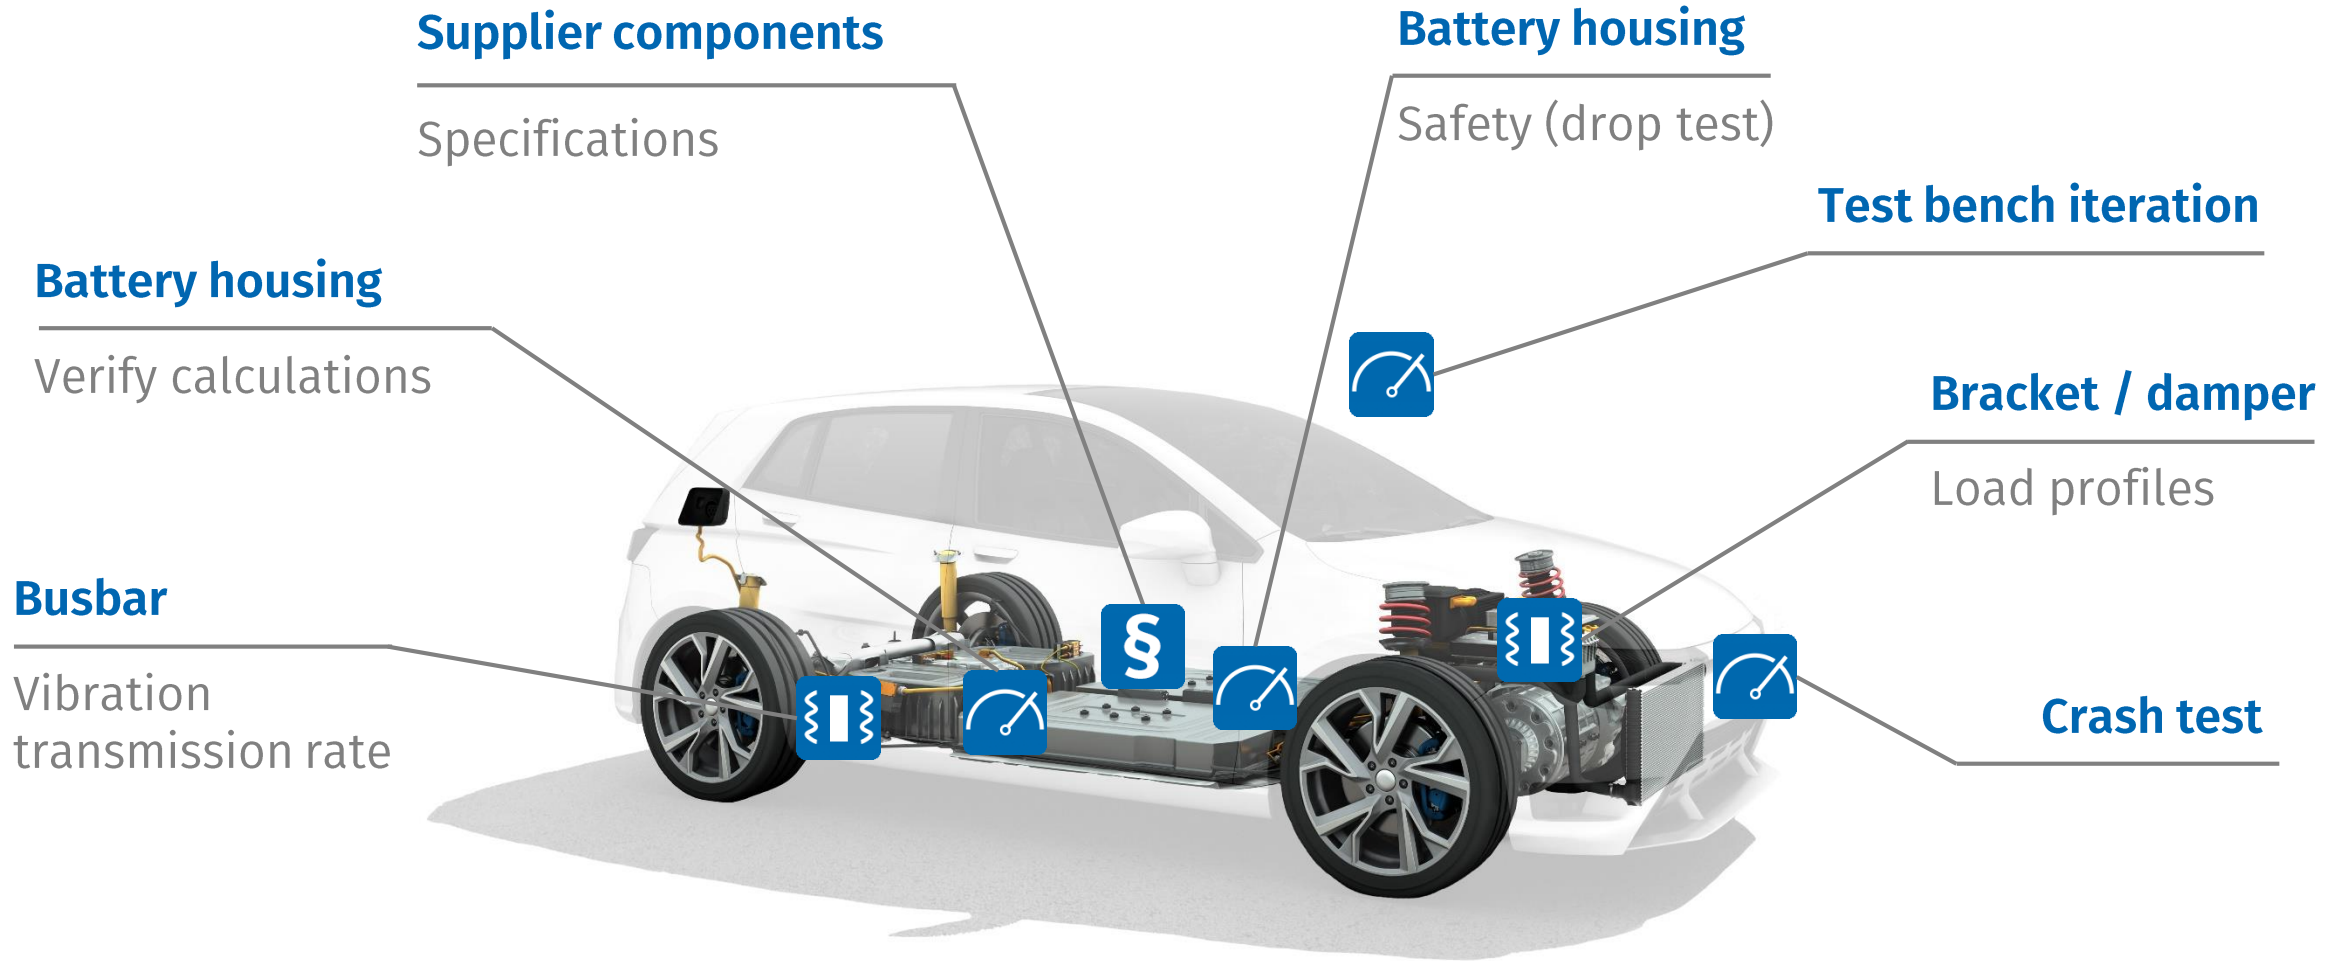 Supplier components
Specifications
Battery housing
Safety (drop test)
Test bench iteration
Battery housing
Verify calculations
Bracket / damper
Load profiles
Busbar
Vibration
transmission rate
§
Crash test